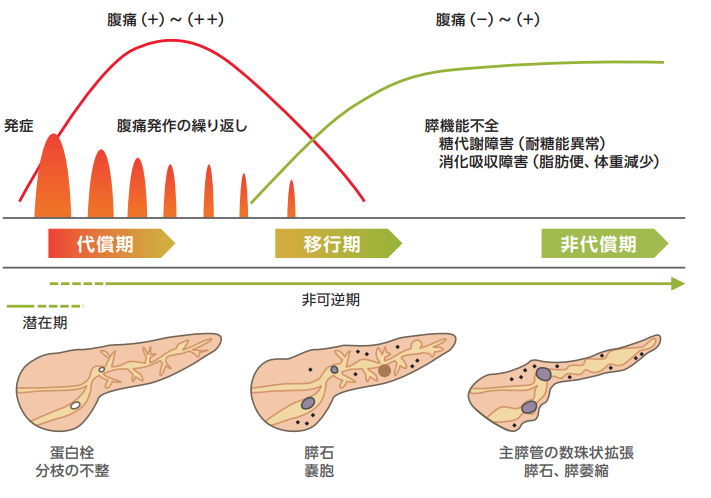 腹痛（＋）～（＋＋）
腹痛（－）～（＋）
発症
腹痛発作の繰り返し
膵機能不全
糖代謝障害（耐糖能異常）
消化吸収障害（脂肪便、体重減少）
代償期
移行期
非代償期
非可逆期
潜在期
蛋白栓
分枝の不整
膵石
嚢胞
主膵管の数珠状拡張
膵石、膵萎縮